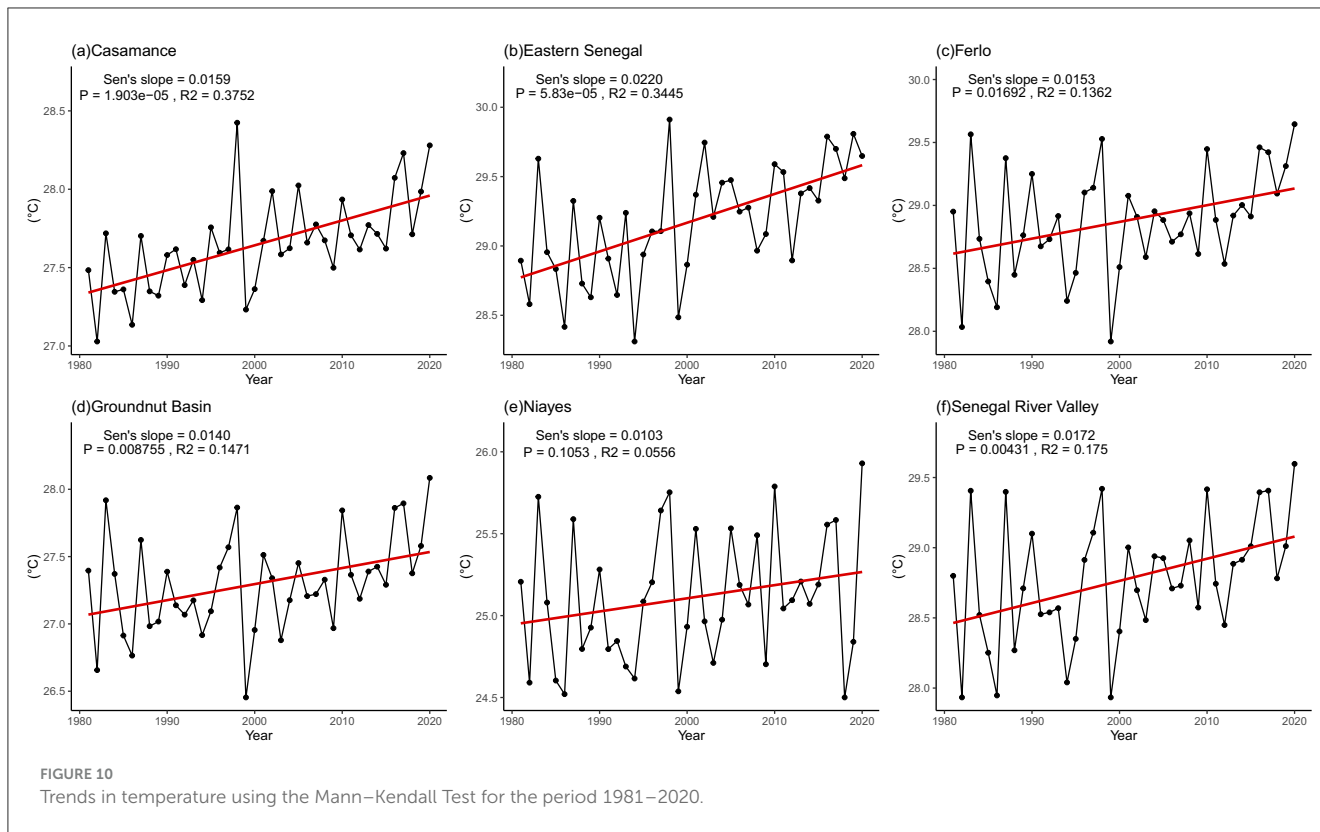 (a)Casamance
Sen's slope = 0.0159
P = 1.903e−05 , R2 = 0.3752
28.5
28.0
27.5
27.0
(°C)
1980 1990 2000 2010 2020
Year
(b)Eastern Senegal
Sen's slope = 0.0220
P = 5.83e−05 , R2 = 0.3445
30.0
29.5
29.0
28.5
(°C)
1980 1990 2000 2010 2020
Year
(c)Ferlo
Sen's slope = 0.0153
P = 0.01692 , R2 = 0.1362
30.0
29.5
29.0
28.5
28.0
(°C)
1980 1990 2000 2010 2020
Year
(d)Groundnut Basin
Sen's slope = 0.0140
P = 0.008755 , R2 = 0.1471
28.0
27.5
27.0
26.5
(°C)
1980 1990 2000 2010 2020
Year
(e)Niayes
Sen's slope = 0.0103
P = 0.1053 , R2 = 0.0556
26.0
25.5
25.0
24.5
(°C)
1980 1990 2000 2010 2020
Year
(f)Senegal River Valley
Sen's slope = 0.0172
P = 0.00431 , R2 = 0.175
29.5
29.0
28.5
28.0
(°C)
1980 1990 2000 2010 2020
Year
FIGURE 10
Trends in temperature using the Mann–Kendall Test for the period 1981–2020.